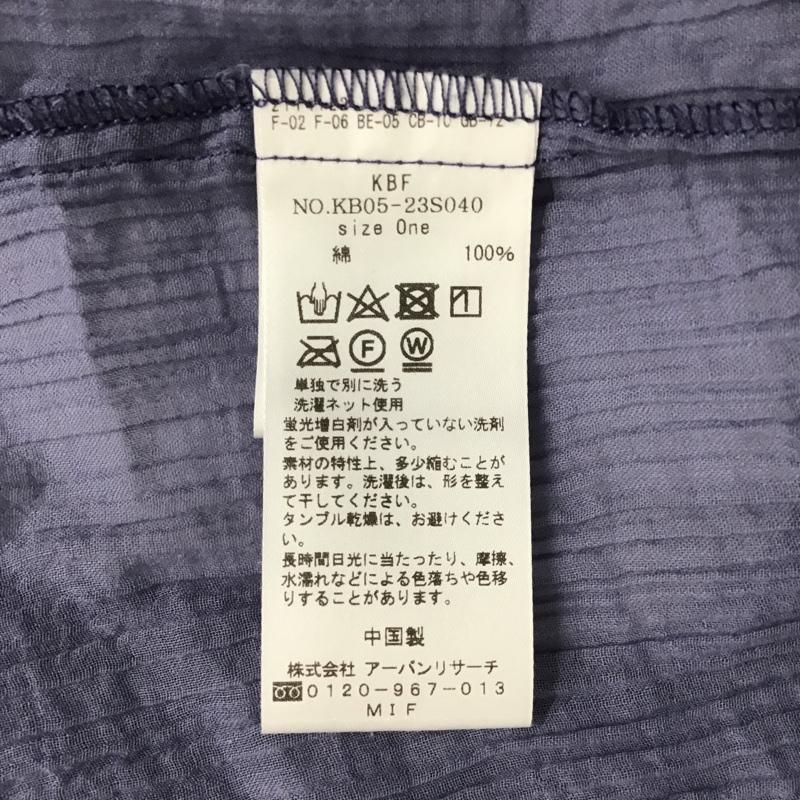 F-02 F-06 BE-05 CB-10 GB-12
KBF
NO.KB05-23S040
size One
綿 100%
F W
単独で別に洗う
洗濯ネット使用
蛍光増白剤が入っていない洗剤
をご使用ください。
素材の特性上、多少縮むことが
あります。洗濯後は、形を整え
て干してください。
タンブル乾燥は、お避けくださ
い。
長時間日光に当たったり、摩擦、
水濡れなどによる色落ちや色移
りすることがあります。
中国製
株式会社 アーバンリサーチ
0120-967-013
MIF